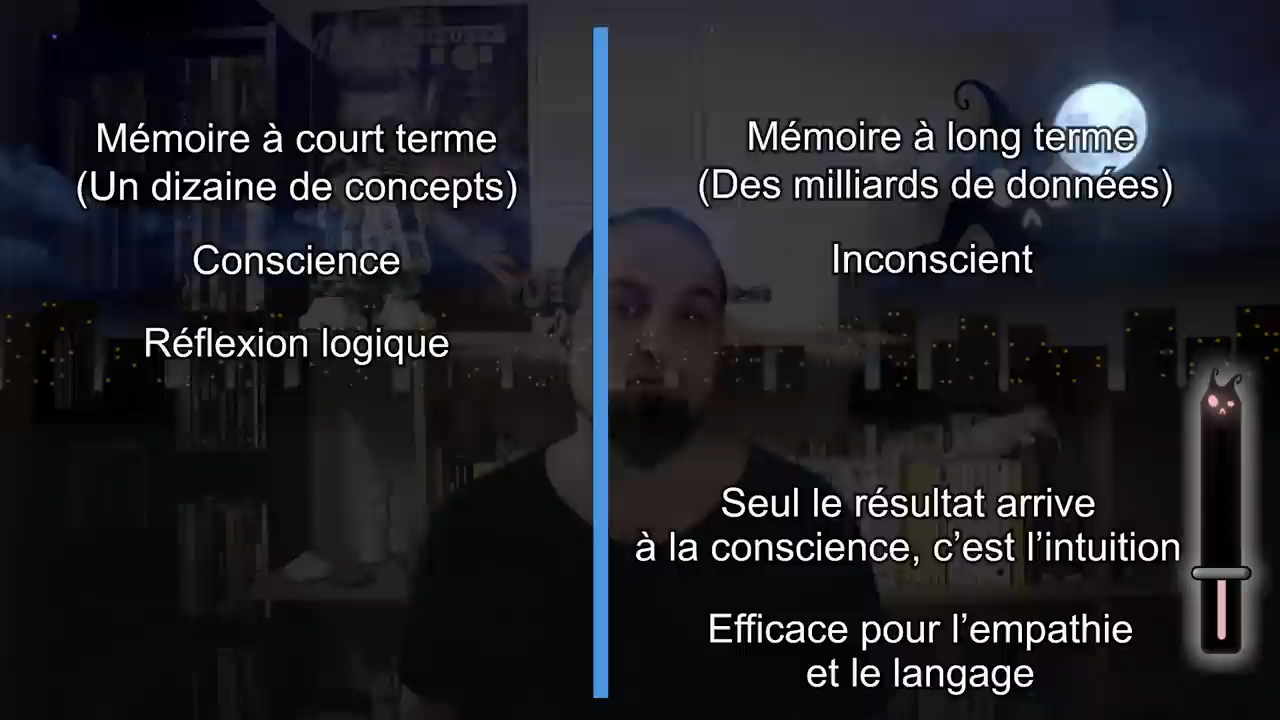 Mémoire à court terme
(Un dizaine de concepts)
Conscience
Réflexion logique
Mémoire à long terme
(Des milliards de données)
Inconscient
Seul le résultat arrive
à la conscience, c’est l’intuition
Efficace pour l’empathie
et le langage